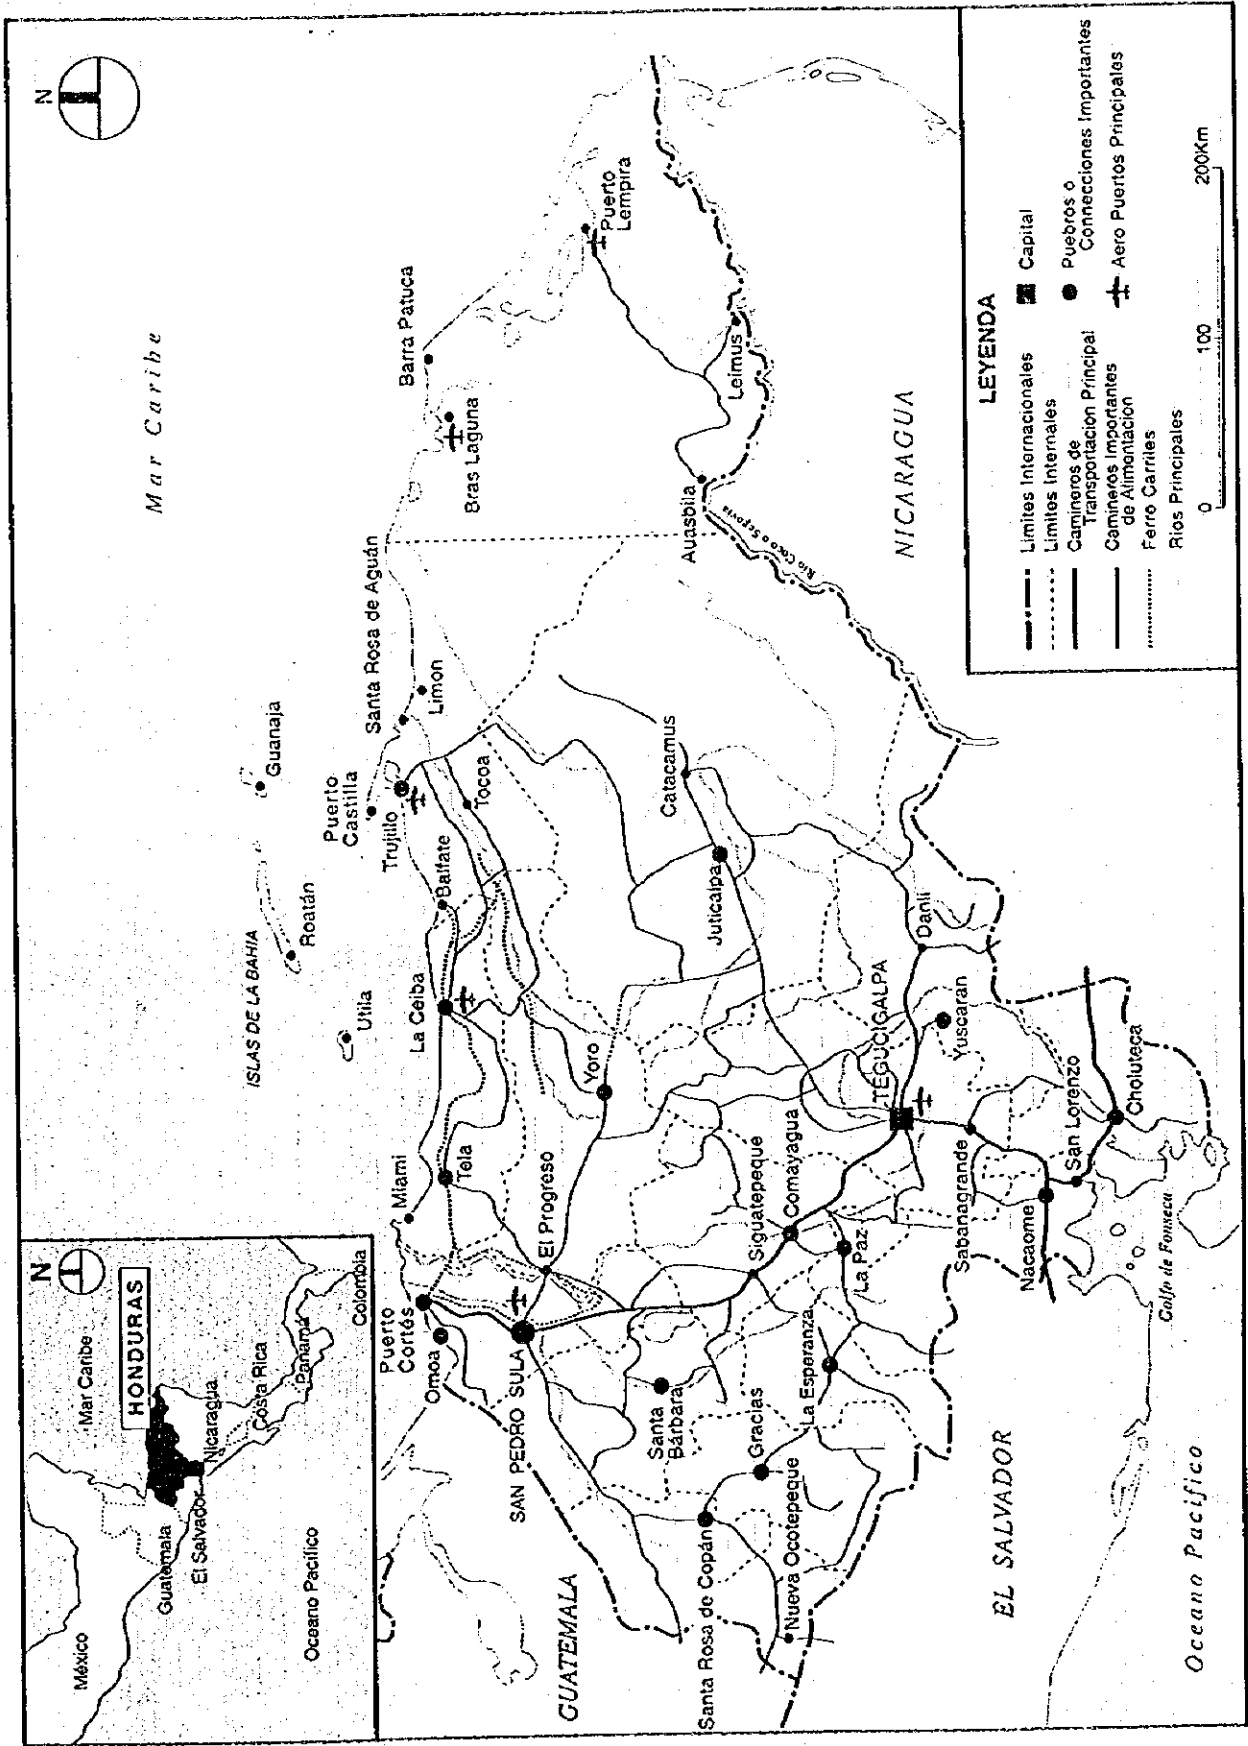 N
Mar Caribe
HONDURAS
México
Guatemala
El Salvador
Nicaragua
Costa Rica
Panamá
Colombia
Oceano Pacífico
N
Mar Caribe
ISLAS DE LA BAHIA
Utila
Roatán
Guanaja
Puerto
Cortés
Omoa
Miami
Tela
La Ceiba
Balfate
Puerto
Castilla
Trujillo
Santa Rosa de Aguán
Limon
Tocoa
Bras Laguna
Barra Patuca
Puerto
Lempira
SAN PEDRO SULA
El Progreso
Yoro
Santa
Bárbara
Gracias
Santa Rosa de Copán
Nueva Ocotepeque
La Esperanza
Siguatepeque
Comayagua
La Paz
TEGUCIGALPA
Juticalpa
Catacamus
Auasbila
Leimus
Danli
Yuscaran
Sabanagrande
Nacaome
San Lorenzo
Choluteca
Rio Coco o Segovia
GUATEMALA
EL SALVADOR
NICARAGUA
Golfo de Fonseca
Oceano Pacifico
LEYENDA
Limites Internacionales
Limites Internales
Camineros de
Transportacion Principal
Camineros Importantes
de Alimontacion
Ferro Carriles
Rios Principales
Capital
Puebros o
Connecciones Importantes
Aero Puertos Principales
0 100 200Km